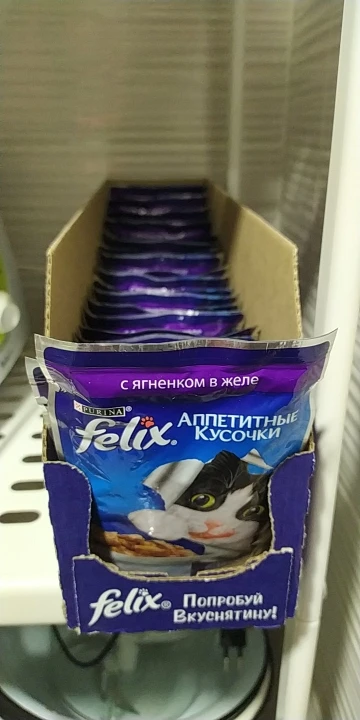 с ягненком в желе
PURINA
felix®
Аппетитные
Кусочки
felix® Попробуй
Вкуснятину!